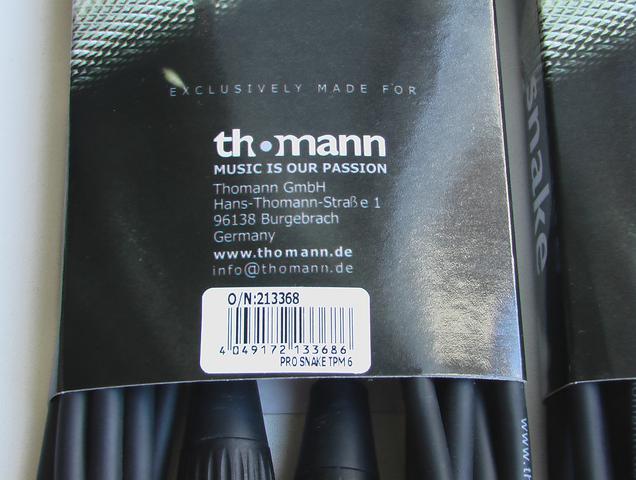 EXCLUSIVELY MADE FOR
th•mann
MUSIC IS OUR PASSION
Thomann GmbH
Hans-Thomann-Straße 1
96138 Burgebrach
Germany
www.thomann.de
info@thomann.de
O/N:213368
4 049172 133686
PRO SNAKE TPM 6
snake
www.